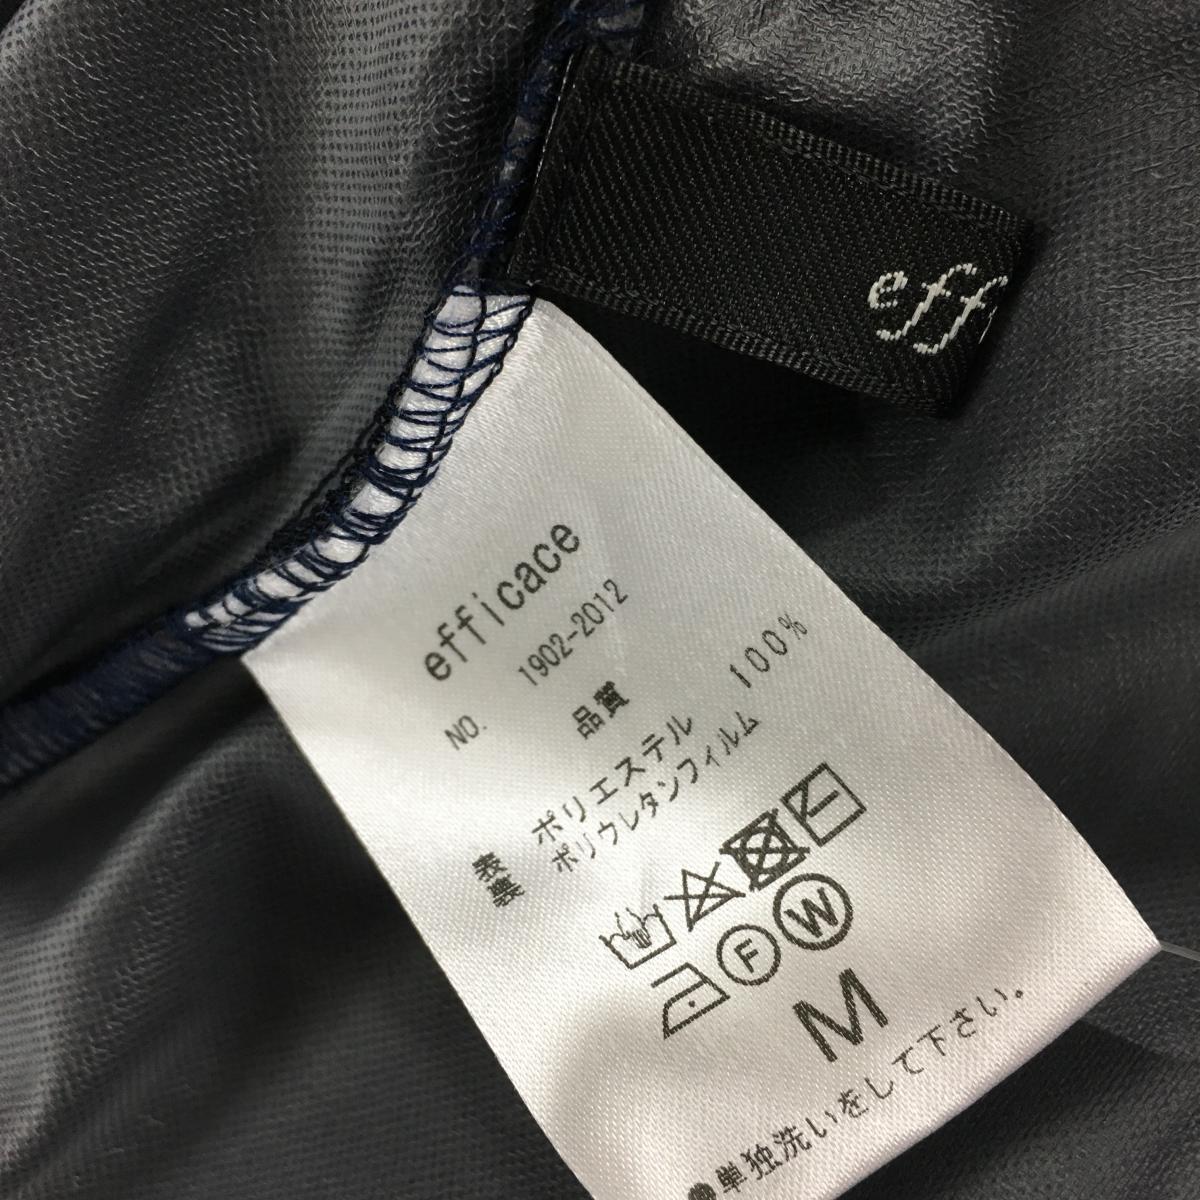 eff
efficace
NO. 1902-2012
品質
表 ポリエステル 100%
裏 ポリウレタンフィルム
F W
M
●単独洗いをして下さい。